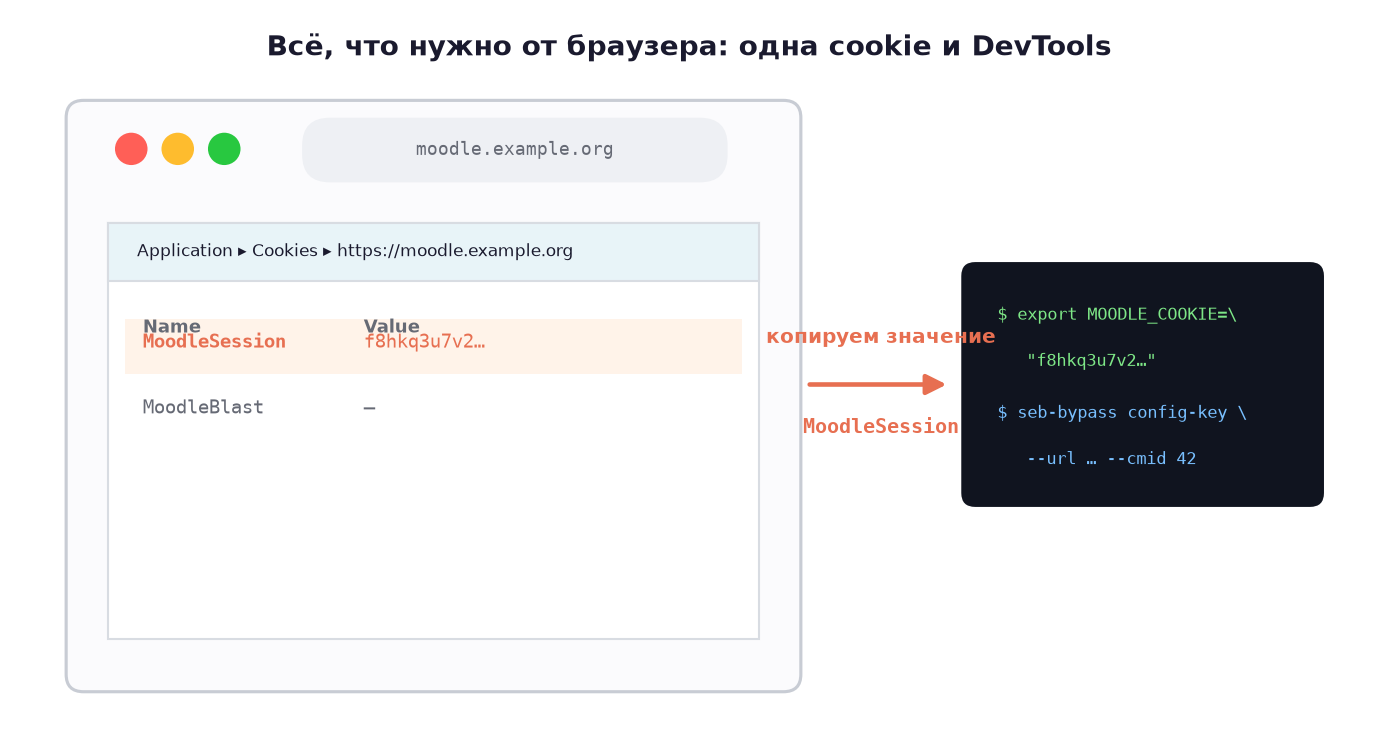 Всё, что нужно от браузера: одна cookie и DevTools
moodle.example.org
Application ▸ Cookies ▸ https://moodle.example.org
Name Value
MoodleSession f8hkq3u7v2…
MoodleBlast —
копируем значение
MoodleSession
$ export MOODLE_COOKIE=\
"f8hkq3u7v2…"
$ seb-bypass config-key \
--url … --cmid 42